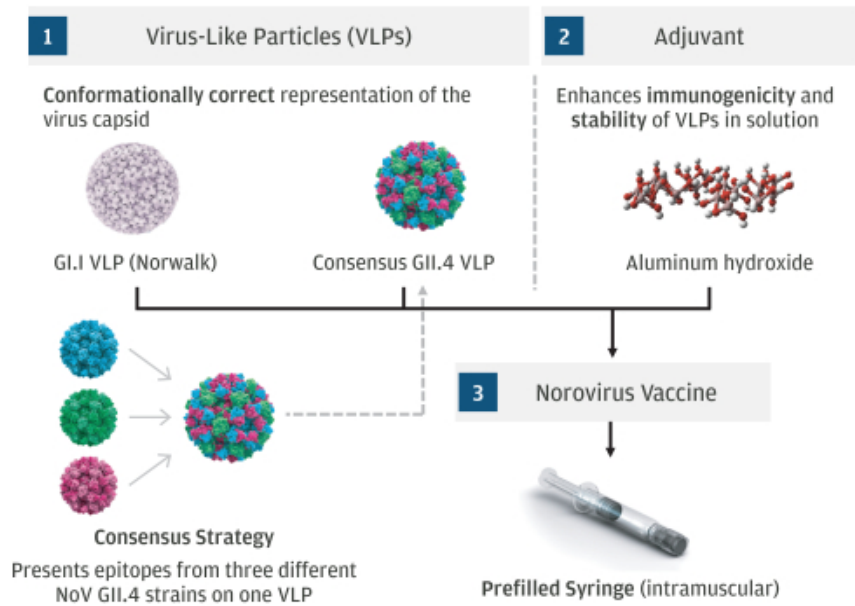 1
Virus-Like Particles (VLPs)
2
Adjuvant
Conformationally correct representation of the
virus capsid
Enhances immunogenicity and
stability of VLPs in solution
GI.I VLP (Norwalk)
Consensus GII.4 VLP
Aluminum hydroxide
3
Norovirus Vaccine
Consensus Strategy
Presents epitopes from three different
NoV GII.4 strains on one VLP
Prefilled Syringe (intramuscular)